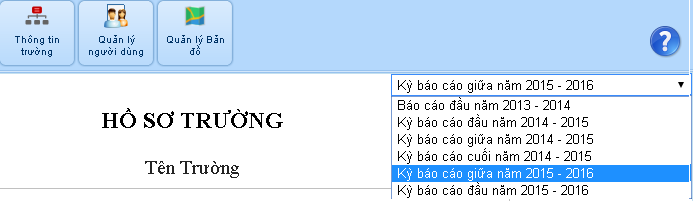 Thông tin
trường
Quản lý
người dùng
Quản lý Bản
đồ
?
Kỳ báo cáo giữa năm 2015 - 2016
HỒ SƠ TRƯỜNG
Tên Trường
Báo cáo đầu năm 2013 - 2014
Kỳ báo cáo đầu năm 2014 - 2015
Kỳ báo cáo giữa năm 2014 - 2015
Kỳ báo cáo cuối năm 2014 - 2015
Kỳ báo cáo giữa năm 2015 - 2016
Kỳ báo cáo đầu năm 2015 - 2016